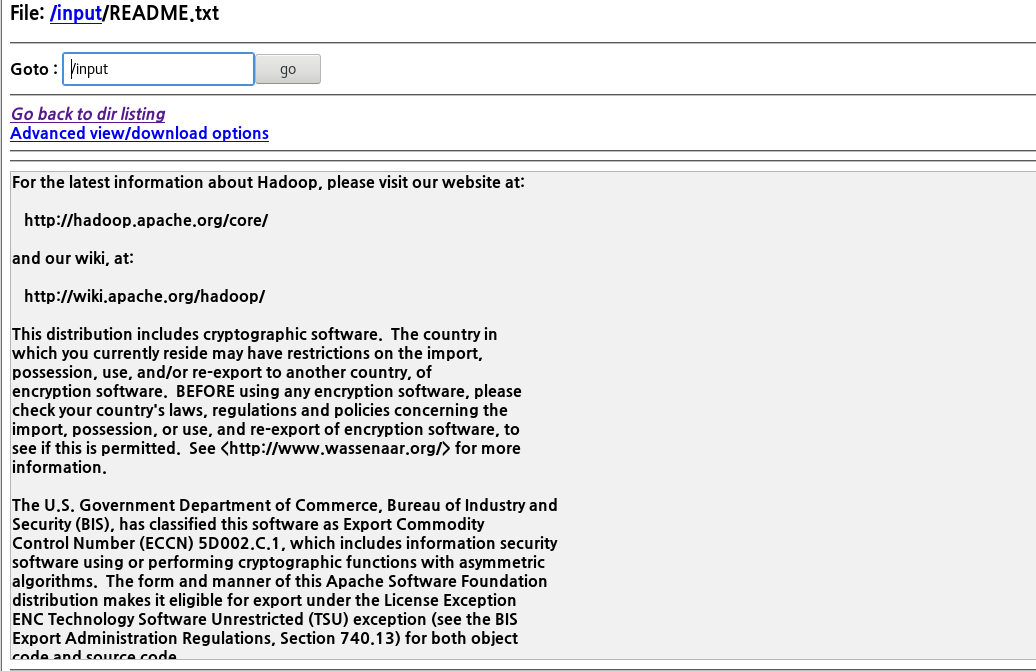 File: /input/README.txt
Goto : /input go
Go back to dir listing
Advanced view/download options
For the latest information about Hadoop, please visit our website at:
http://hadoop.apache.org/core/
and our wiki, at:
http://wiki.apache.org/hadoop/
This distribution includes cryptographic software.  The country in
which you currently reside may have restrictions on the import,
possession, use, and/or re-export to another country, of
encryption software.  BEFORE using any encryption software, please
check your country's laws, regulations and policies concerning the
import, possession, or use, and re-export of encryption software, to
see if this is permitted.  See <http://www.wassenaar.org/> for more
information.
The U.S. Government Department of Commerce, Bureau of Industry and
Security (BIS), has classified this software as Export Commodity
Control Number (ECCN) 5D002.C.1, which includes information security
software using or performing cryptographic functions with asymmetric
algorithms.  The form and manner of this Apache Software Foundation
distribution makes it eligible for export under the License Exception
ENC Technology Software Unrestricted (TSU) exception (see the BIS
Export Administration Regulations, Section 740.13) for both object
code and source code.